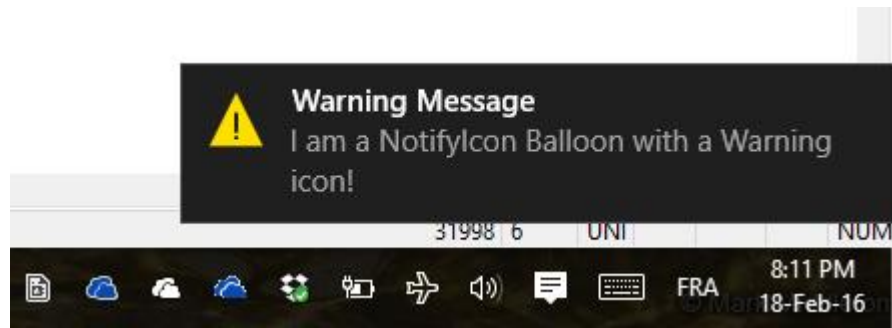 Warning Message
I am a NotifyIcon Balloon with a Warning
icon!
31998 6 UNI NUM
FRA
8:11 PM
18-Feb-16